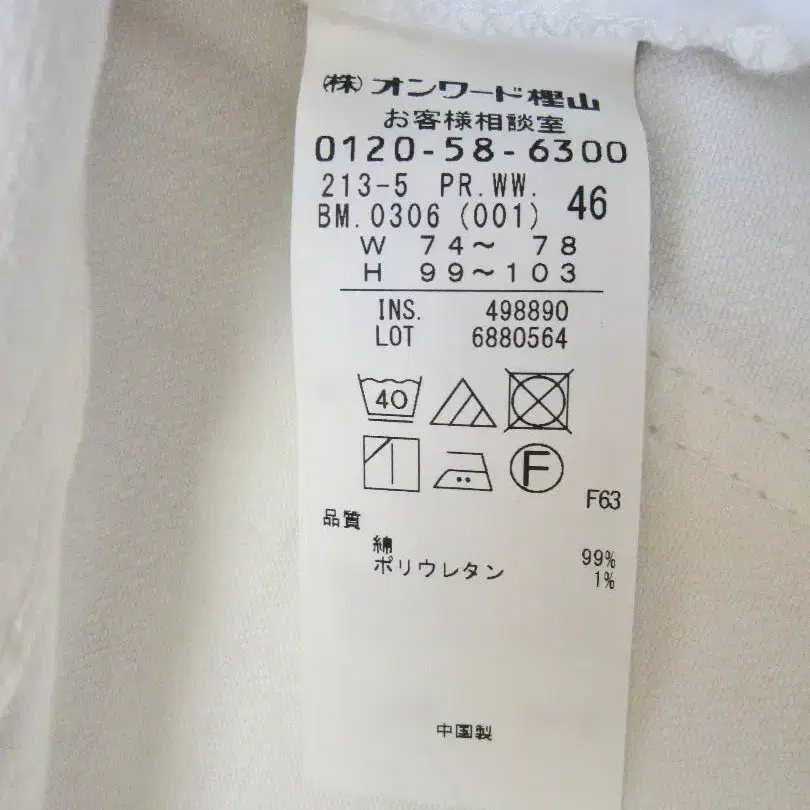 ㈱オンワード樫山
お客様相談室
0120-58-6300
213-5 PR.WW. 46
BM.0306 (001)
W 74~ 78
H 99~103
INS. 498890
LOT 6880564
40
F
F63
品質
綿 99%
ポリウレタン 1%
中国製